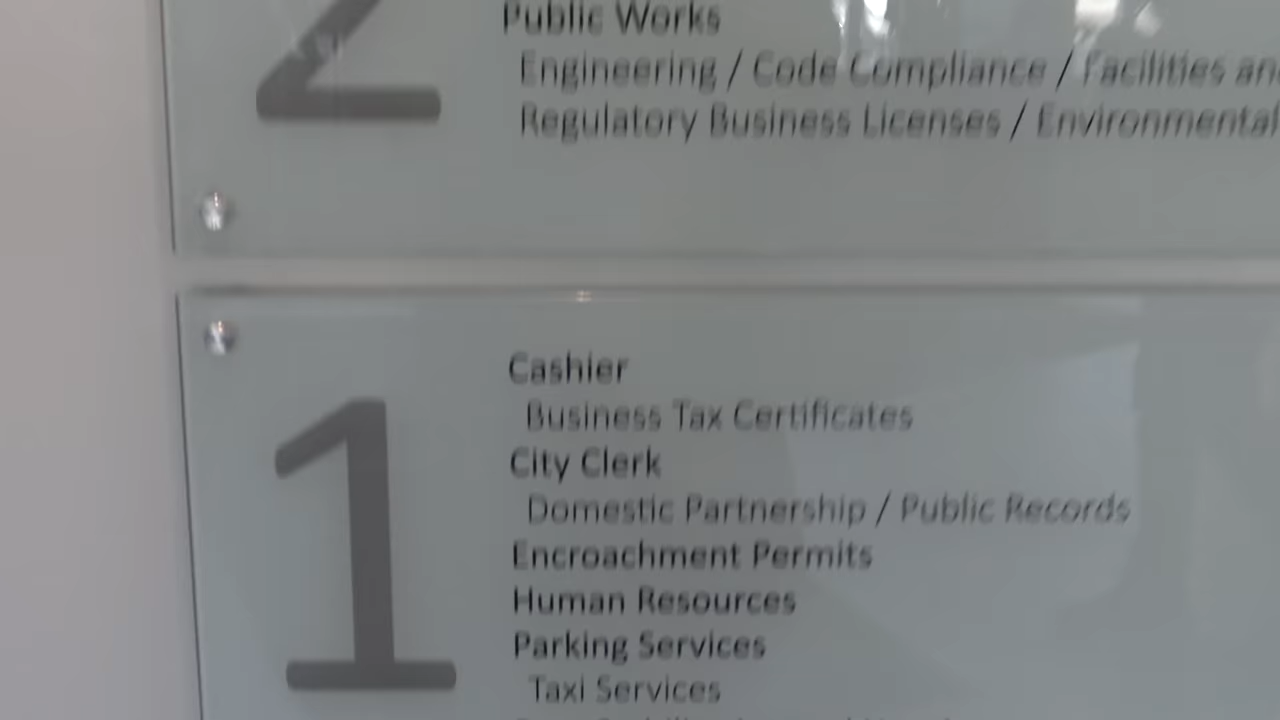 2
Public Works
Engineering / Code Compliance / Facilities
Regulatory Business Licenses / Environmental
1
Cashier
Business Tax Certificates
City Clerk
Domestic Partnership / Public Records
Encroachment Permits
Human Resources
Parking Services
Taxi Services